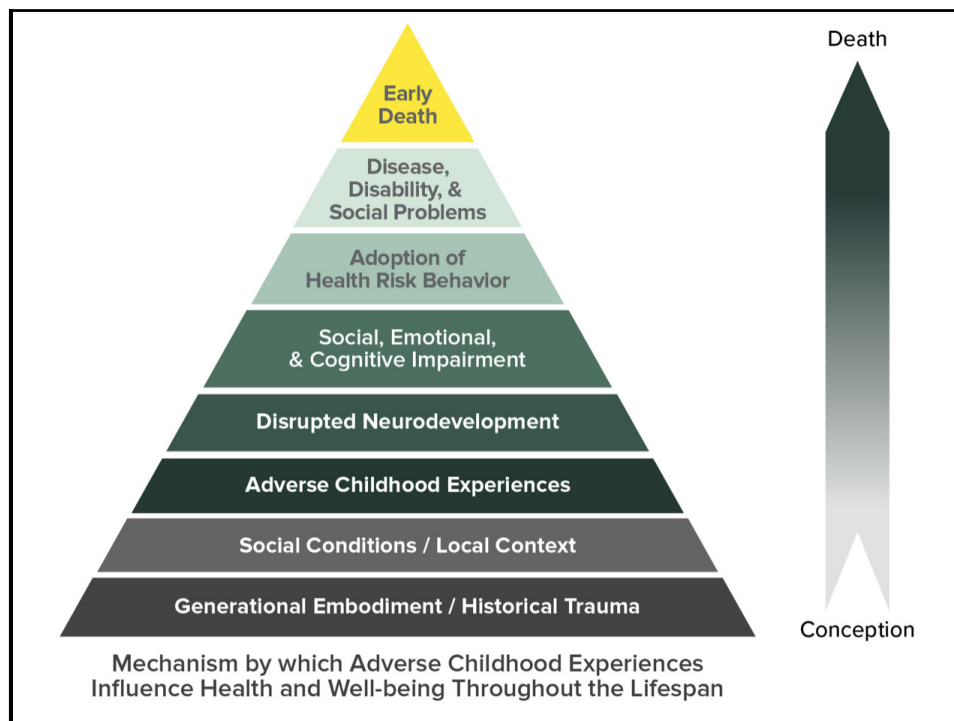 Death
Early
Death
Disease,
Disability, &
Social Problems
Adoption of
Health Risk Behavior
Social, Emotional,
& Cognitive Impairment
Disrupted Neurodevelopment
Adverse Childhood Experiences
Social Conditions / Local Context
Generational Embodiment / Historical Trauma
Conception
Mechanism by which Adverse Childhood Experiences
Influence Health and Well-being Throughout the Lifespan